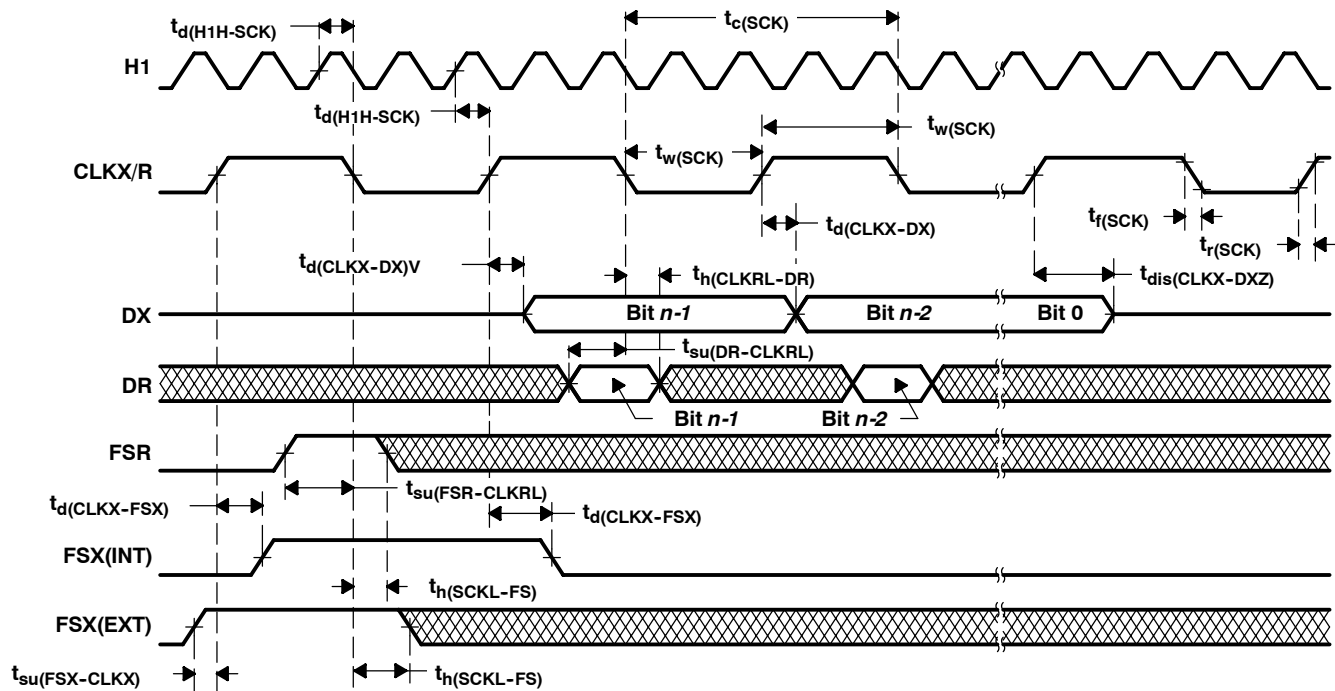 tc(SCK)
td(H1H-SCK)
H1
td(H1H-SCK)
tw(SCK)
tw(SCK)
CLKX/R
td(CLKX-DX)
tf(SCK)
tr(SCK)
td(CLKX-DX)V
th(CLKRL-DR)
tdis(CLKX-DXZ)
DX
Bit n-1
Bit n-2
Bit 0
tsu(DR-CLKRL)
DR
Bit n-1
Bit n-2
FSR
tsu(FSR-CLKRL)
td(CLKX-FSX)
td(CLKX-FSX)
FSX(INT)
th(SCKL-FS)
FSX(EXT)
tsu(FSX-CLKX)
th(SCKL-FS)